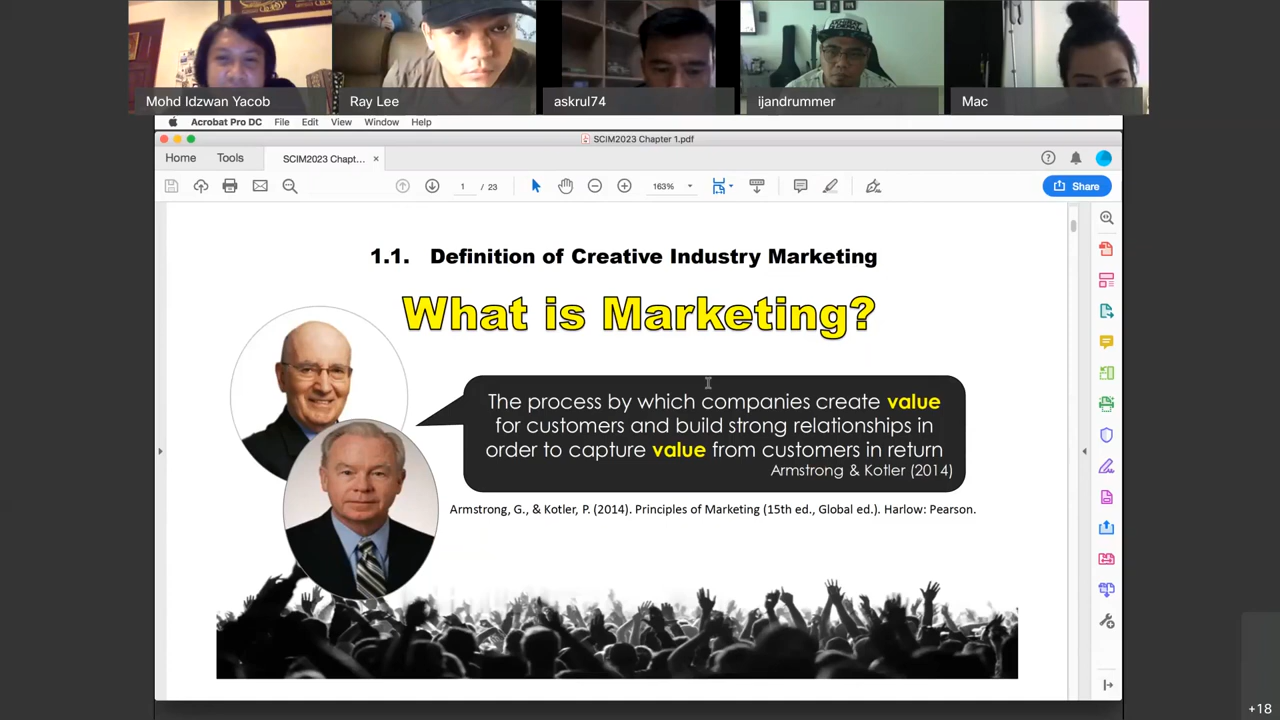 Mohd Idzwan Yacob
Ray Lee
askrul74
ijandrummer
Mac
Acrobat Pro DC File Edit View Window Help
SCIM2023 Chapter 1.pdf
Home Tools SCIM2023 Chapt... ×
1 / 23 163% Share
1.1. Definition of Creative Industry Marketing
What is Marketing?
The process by which companies create value
for customers and build strong relationships in
order to capture value from customers in return
Armstrong & Kotler (2014)
Armstrong, G., & Kotler, P. (2014). Principles of Marketing (15th ed., Global ed.). Harlow: Pearson.
+18